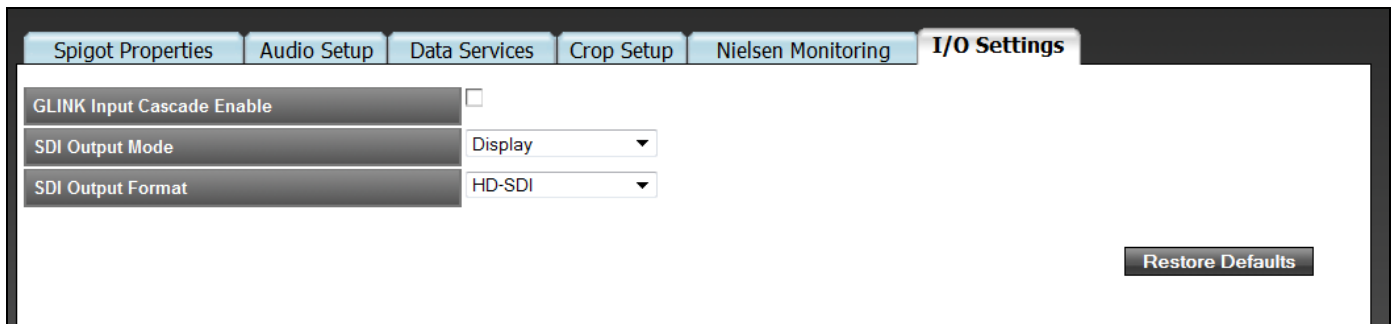 Spigot Properties Audio Setup Data Services Crop Setup Nielsen Monitoring I/O Settings
GLINK Input Cascade Enable
SDI Output Mode Display
SDI Output Format HD-SDI
Restore Defaults